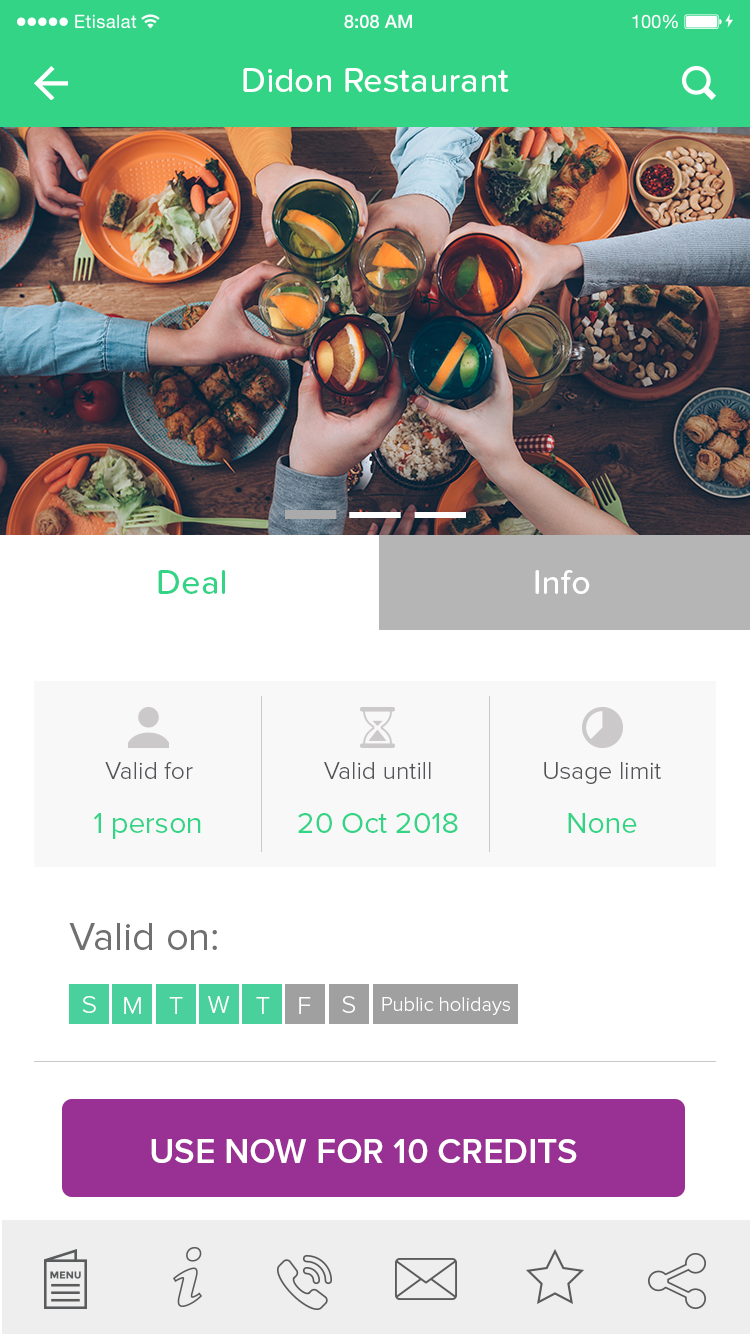 Etisalat 8:08 AM 100%
Didon Restaurant
Deal Info
Valid for Valid untill Usage limit
1 person 20 Oct 2018 None
Valid on:
S M T W T F S Public holidays
USE NOW FOR 10 CREDITS
MENU